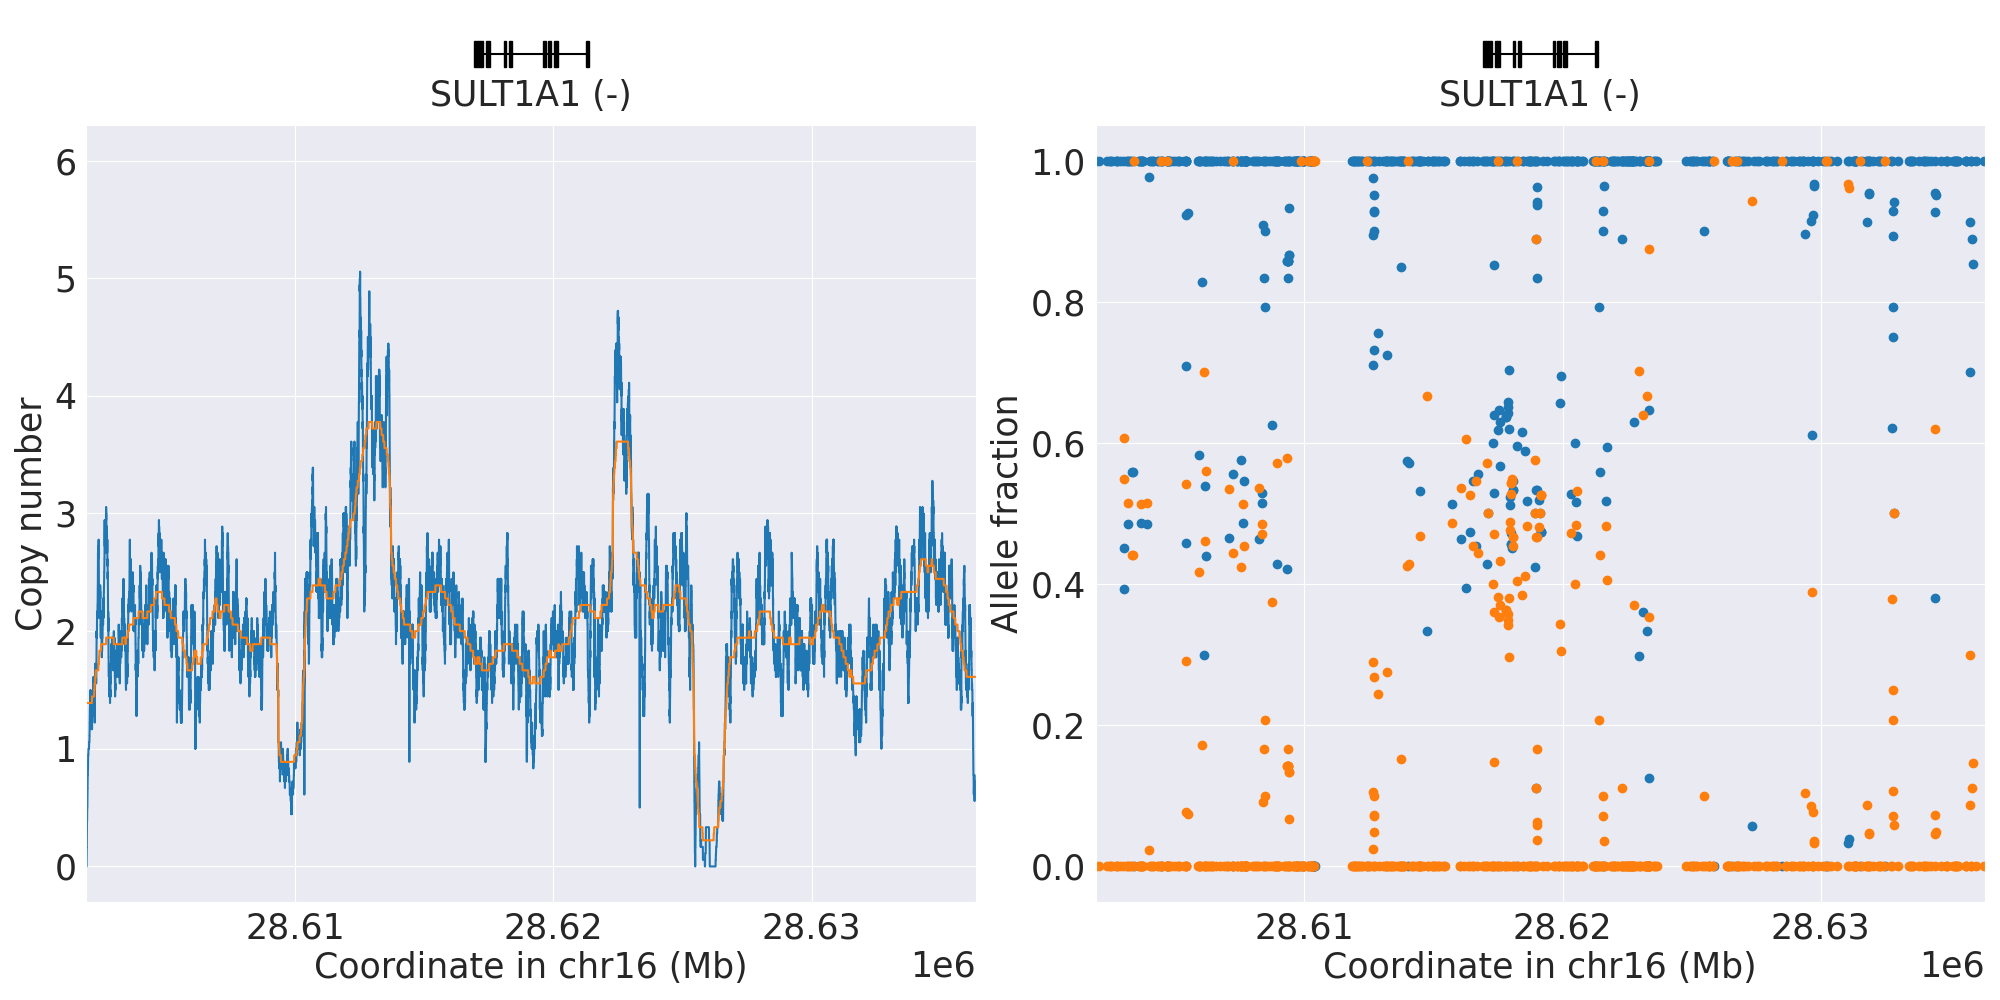 SULT1A1 (-)
6
5
4
3
2
1
0
Copy number
28.61
28.62
28.63
Coordinate in chr16 (Mb)
1e6
SULT1A1 (-)
1.0
0.8
0.6
0.4
0.2
0.0
Allele fraction
28.61
28.62
28.63
Coordinate in chr16 (Mb)
1e6